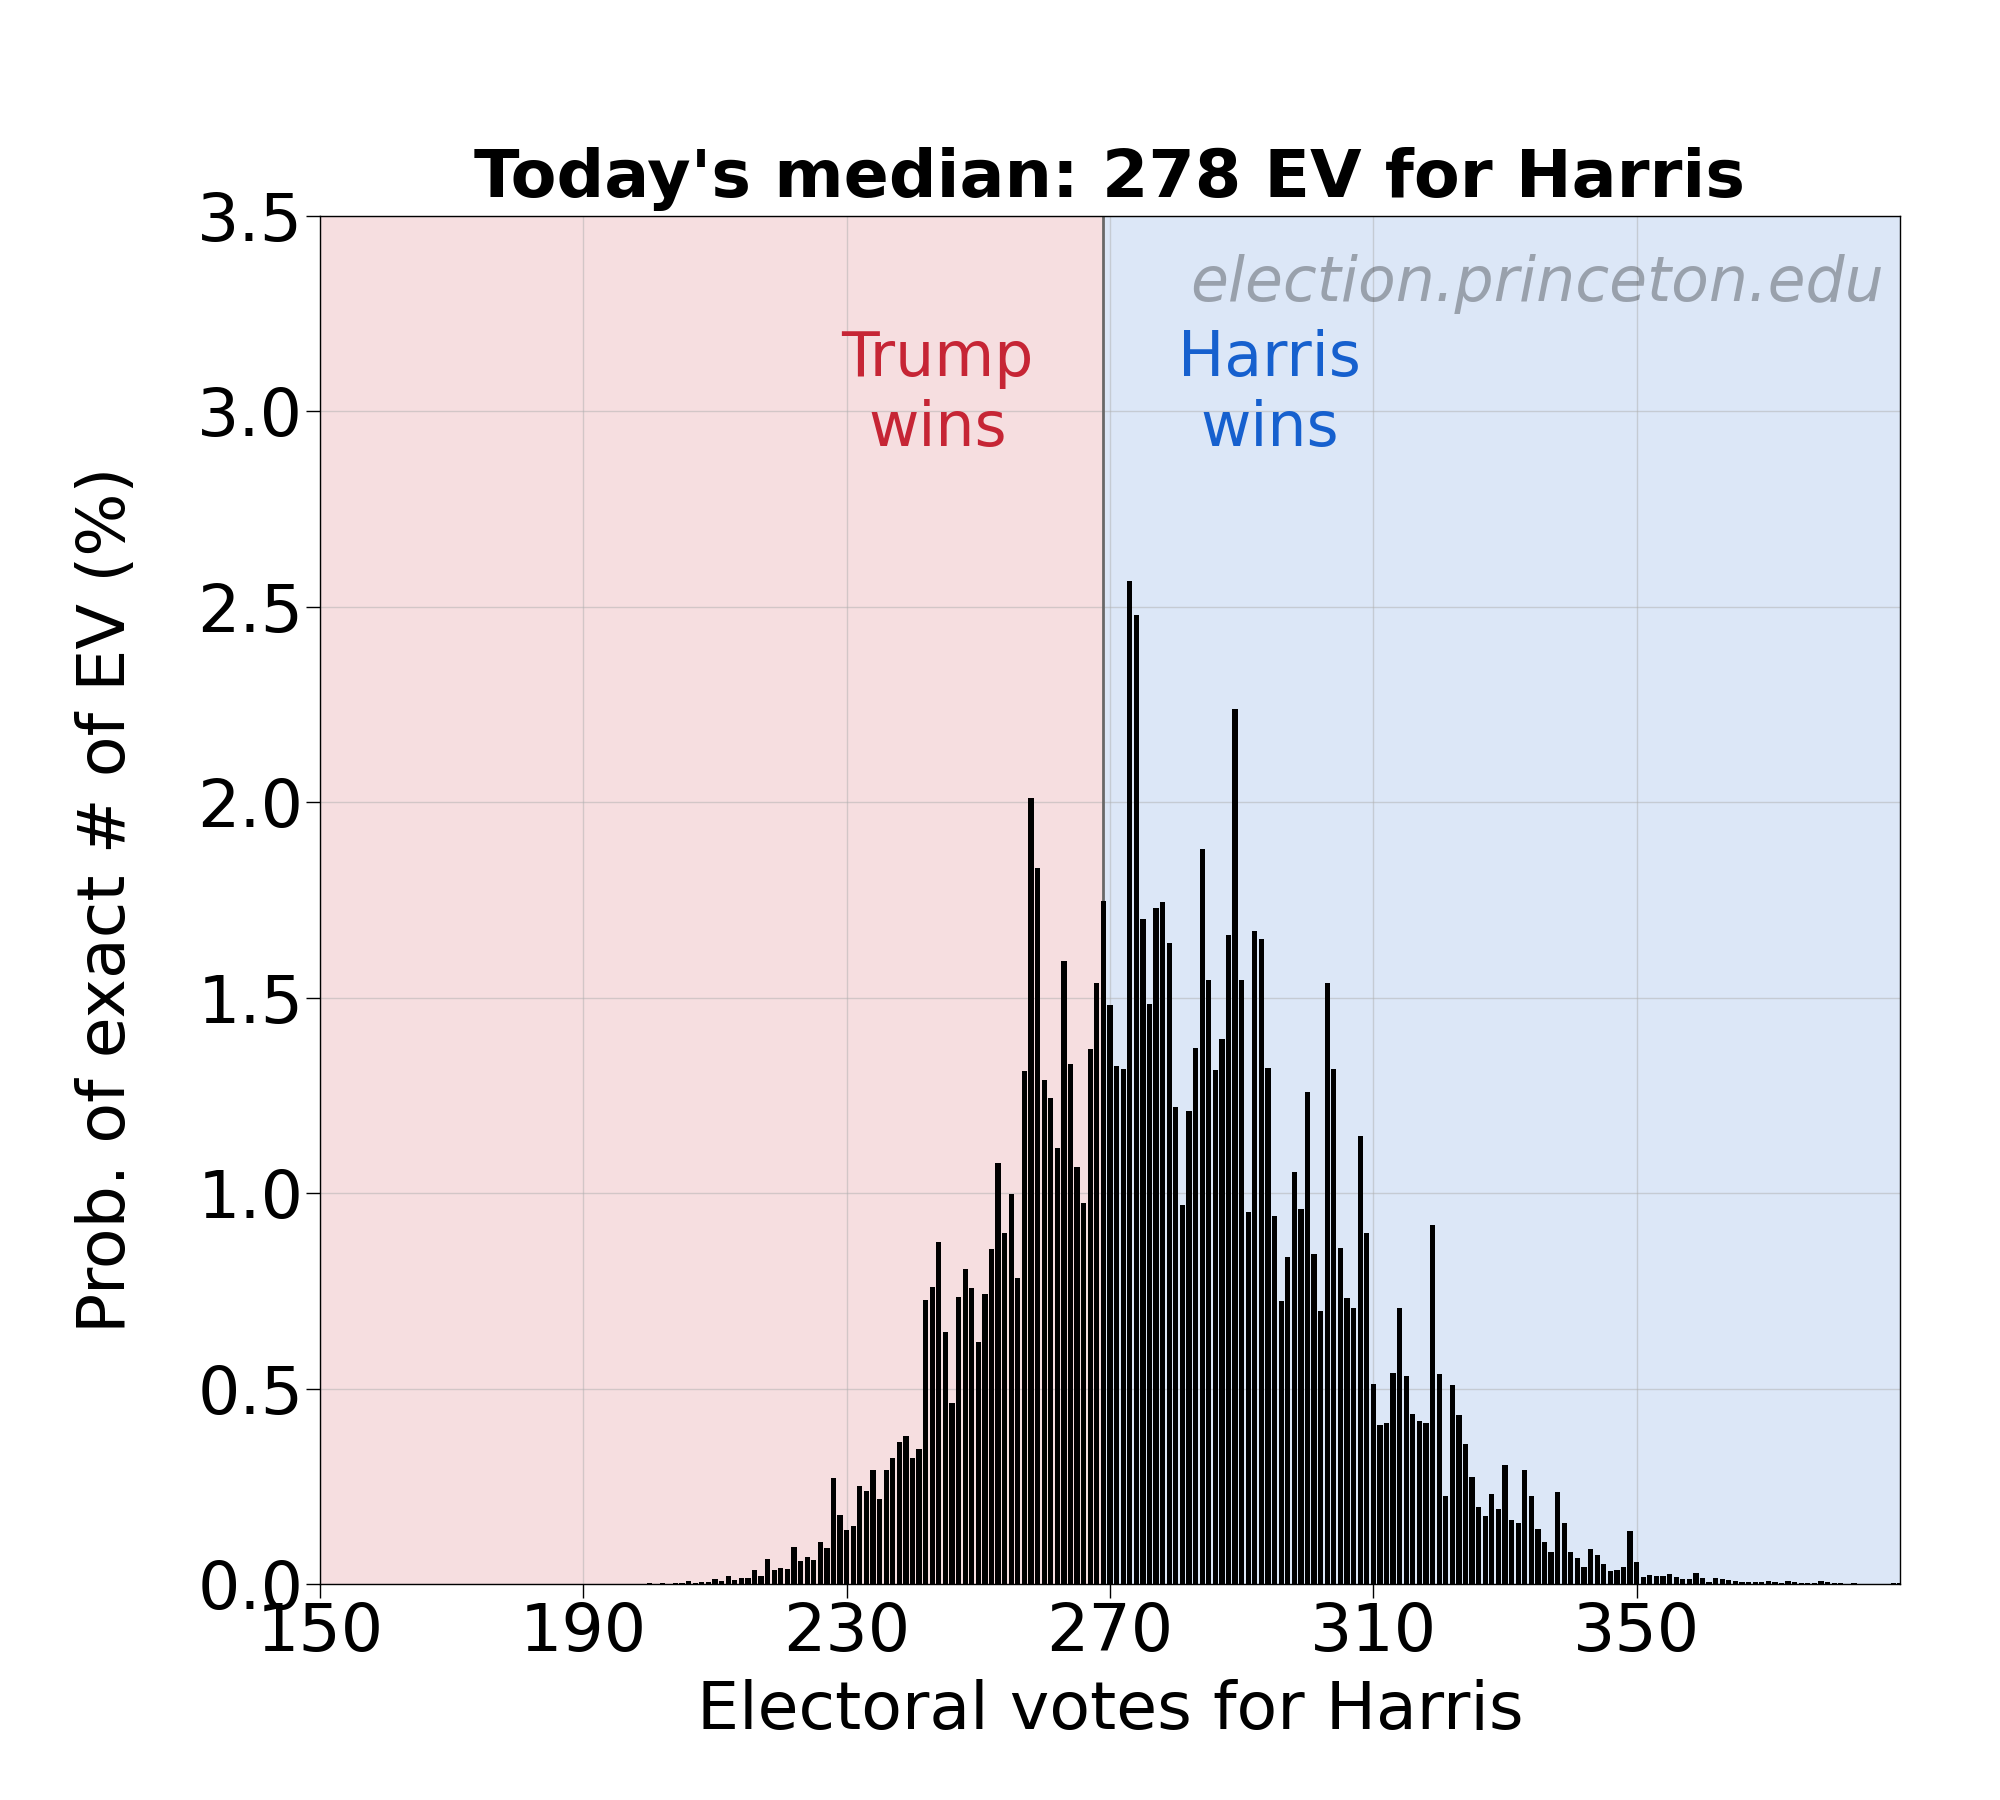 Today's median: 278 EV for Harris
3.5
election.princeton.edu
Trump
wins
Harris
wins
3.0
2.5
2.0
1.5
1.0
0.5
0.0
Prob. of exact # of EV (%)
150 190 230 270 310 350
Electoral votes for Harris